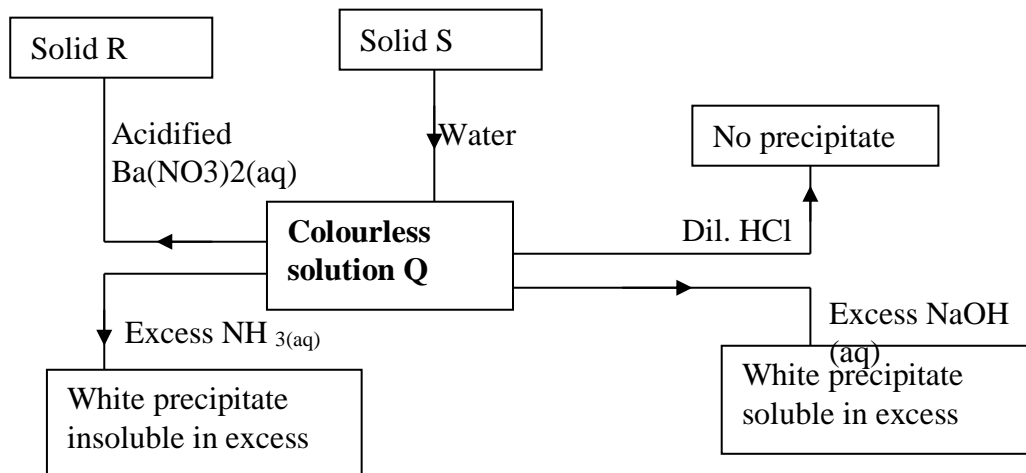 Solid R
Solid S
Acidified
Ba(NO3)2(aq)
Water
No precipitate
Colourless
solution Q
Dil. HCl
Excess NH 3(aq)
Excess NaOH
(aq)
White precipitate
insoluble in excess
White precipitate
soluble in excess